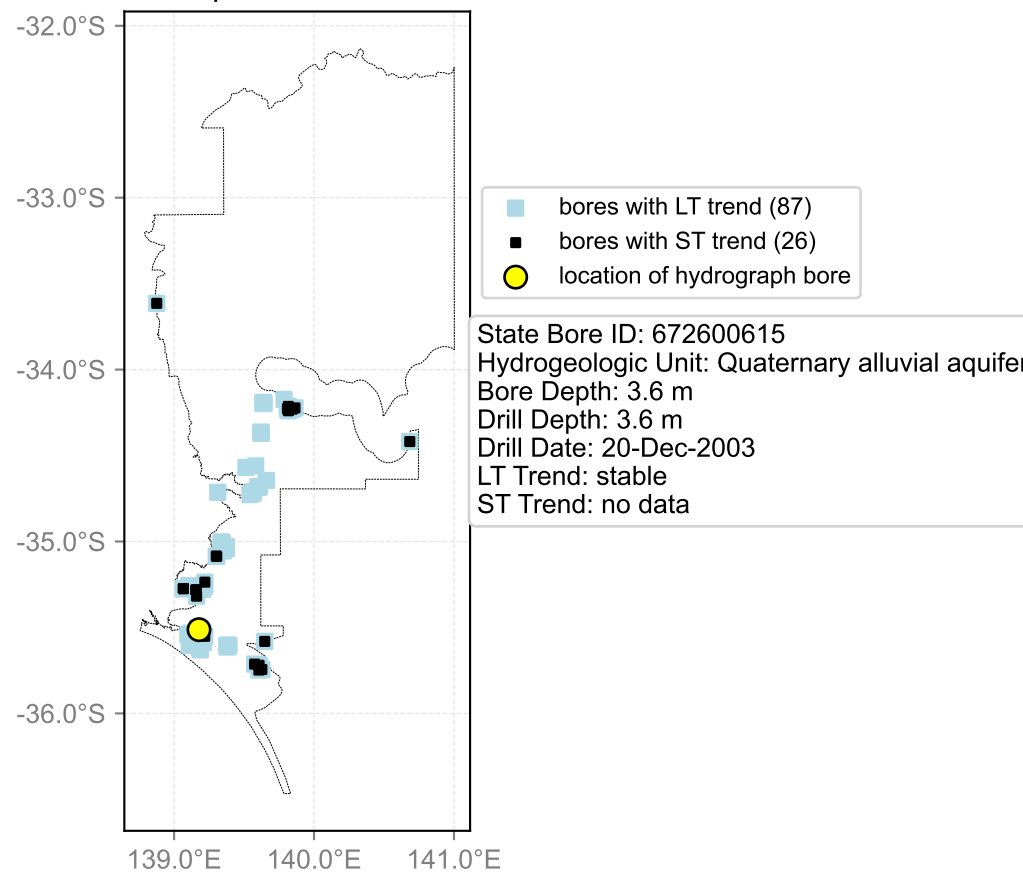 -32.0°S
-33.0°S
-34.0°S
-35.0°S
-36.0°S
139.0°E 140.0°E 141.0°E
bores with LT trend (87)
bores with ST trend (26)
location of hydrograph bore
State Bore ID: 672600615
Hydrogeologic Unit: Quaternary alluvial aquifer
Bore Depth: 3.6 m
Drill Depth: 3.6 m
Drill Date: 20-Dec-2003
LT Trend: stable
ST Trend: no data